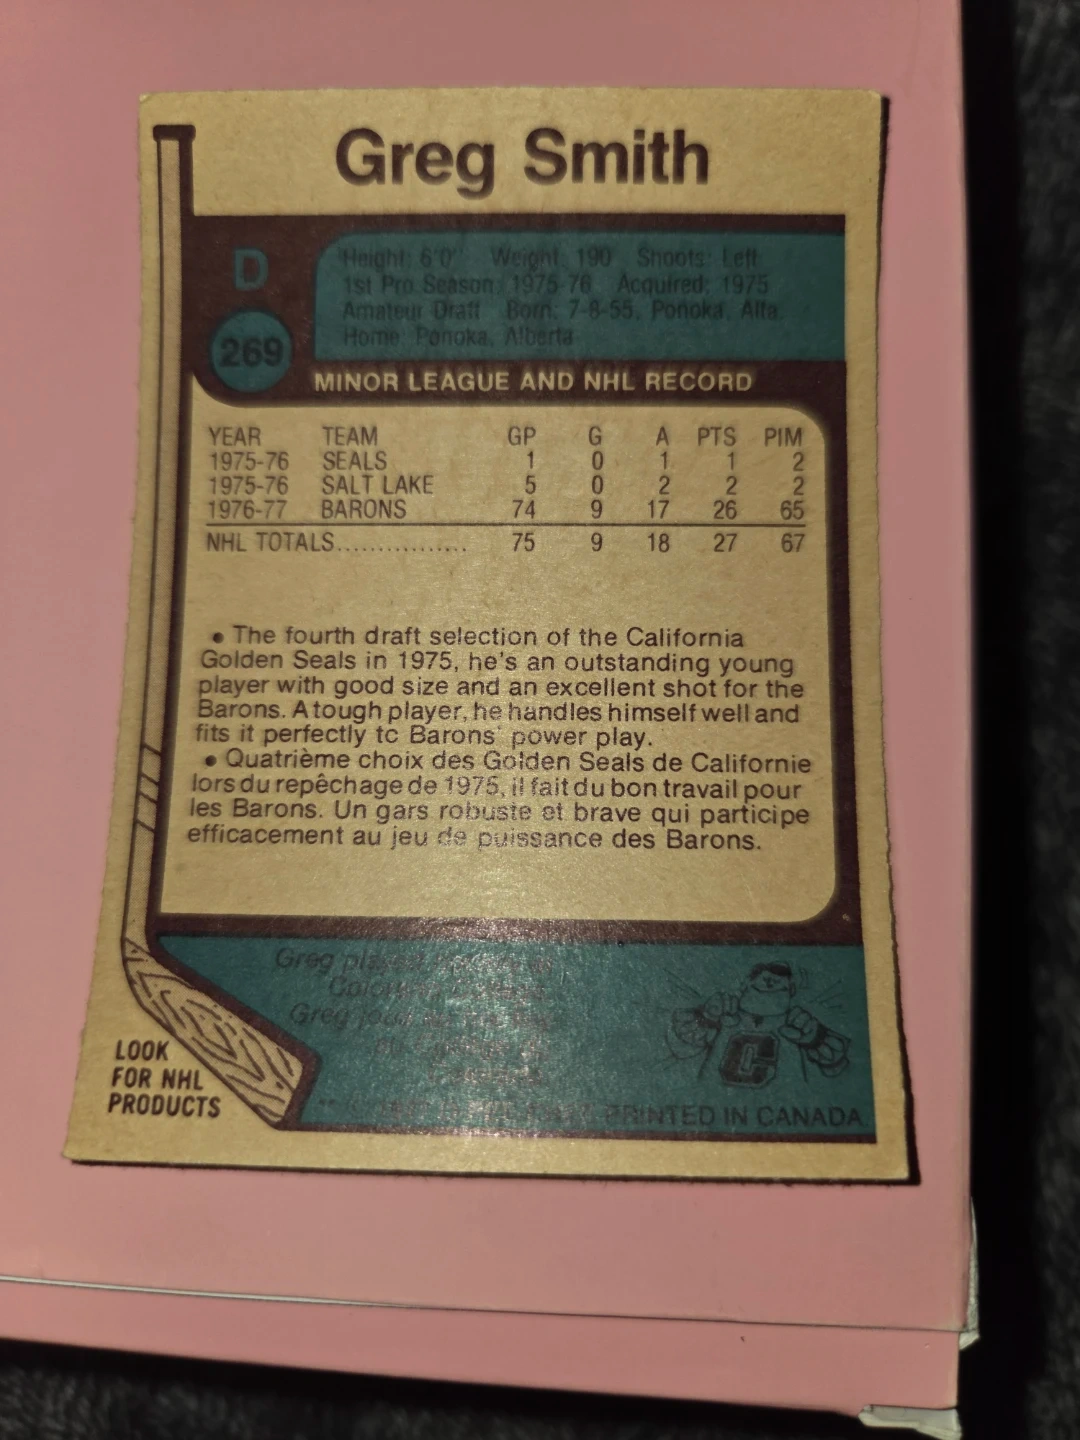 Greg Smith
D
269
Height: 6'0" Weight: 190 Shoots: Left
1st Pro Season: 1975-76 Acquired: 1975
Amateur Draft Born: 7-8-55, Ponoka, Alta.
Home: Ponoka, Alberta
MINOR LEAGUE AND NHL RECORD
YEAR TEAM GP G A PTS PIM
1975-76 SEALS 1 0 1 1 2
1975-76 SALT LAKE 5 0 2 2 2
1976-77 BARONS 74 9 17 26 65
NHL TOTALS................ 75 9 18 27 67
• The fourth draft selection of the California
Golden Seals in 1975, he's an outstanding young
player with good size and an excellent shot for the
Barons. A tough player, he handles himself well and
fits it perfectly to Barons' power play.
• Quatrième choix des Golden Seals de Californie
lors du repêchage de 1975, il fait du bon travail pour
les Barons. Un gars robuste et brave qui participe
efficacement au jeu de puissance des Barons.
Greg played
Greg
C
LOOK
FOR NHL
PRODUCTS
PRINTED IN CANADA